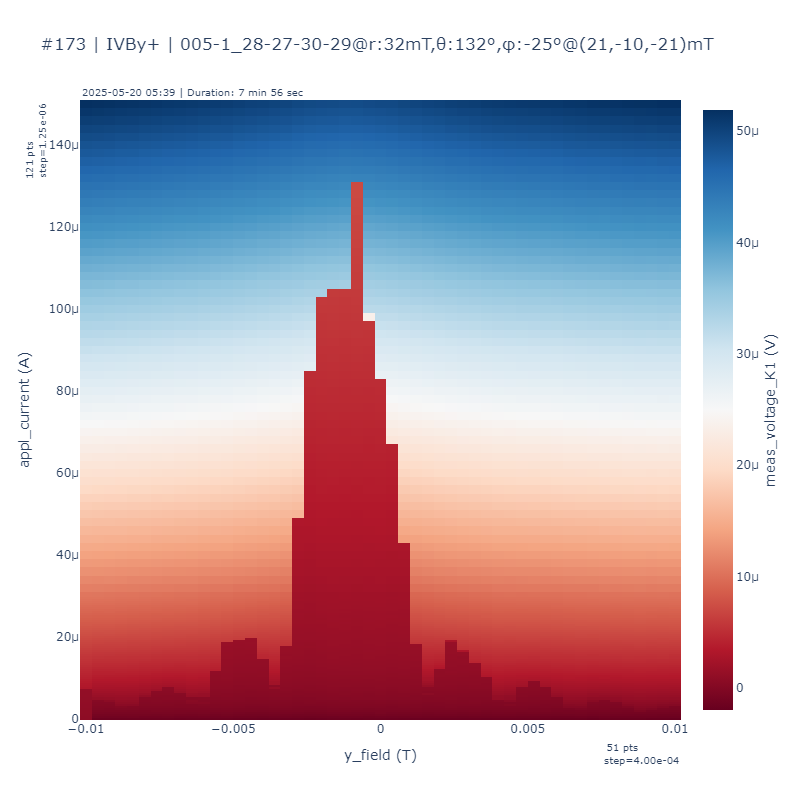 #173 | IVBy+ | 005-1_28-27-30-29@r:32mT,θ:132°,φ:-25°@(21,-10,-21)mT
2025-05-20 05:39 | Duration: 7 min 56 sec
121 pts
step=1.25e-06
140μ
120μ
100μ
80μ
60μ
40μ
20μ
0
appl_current (A)
−0.01
−0.005
0
0.005
0.01
y_field (T)
51 pts
step=4.00e-04
50μ
40μ
30μ
20μ
10μ
0
meas_voltage_K1 (V)